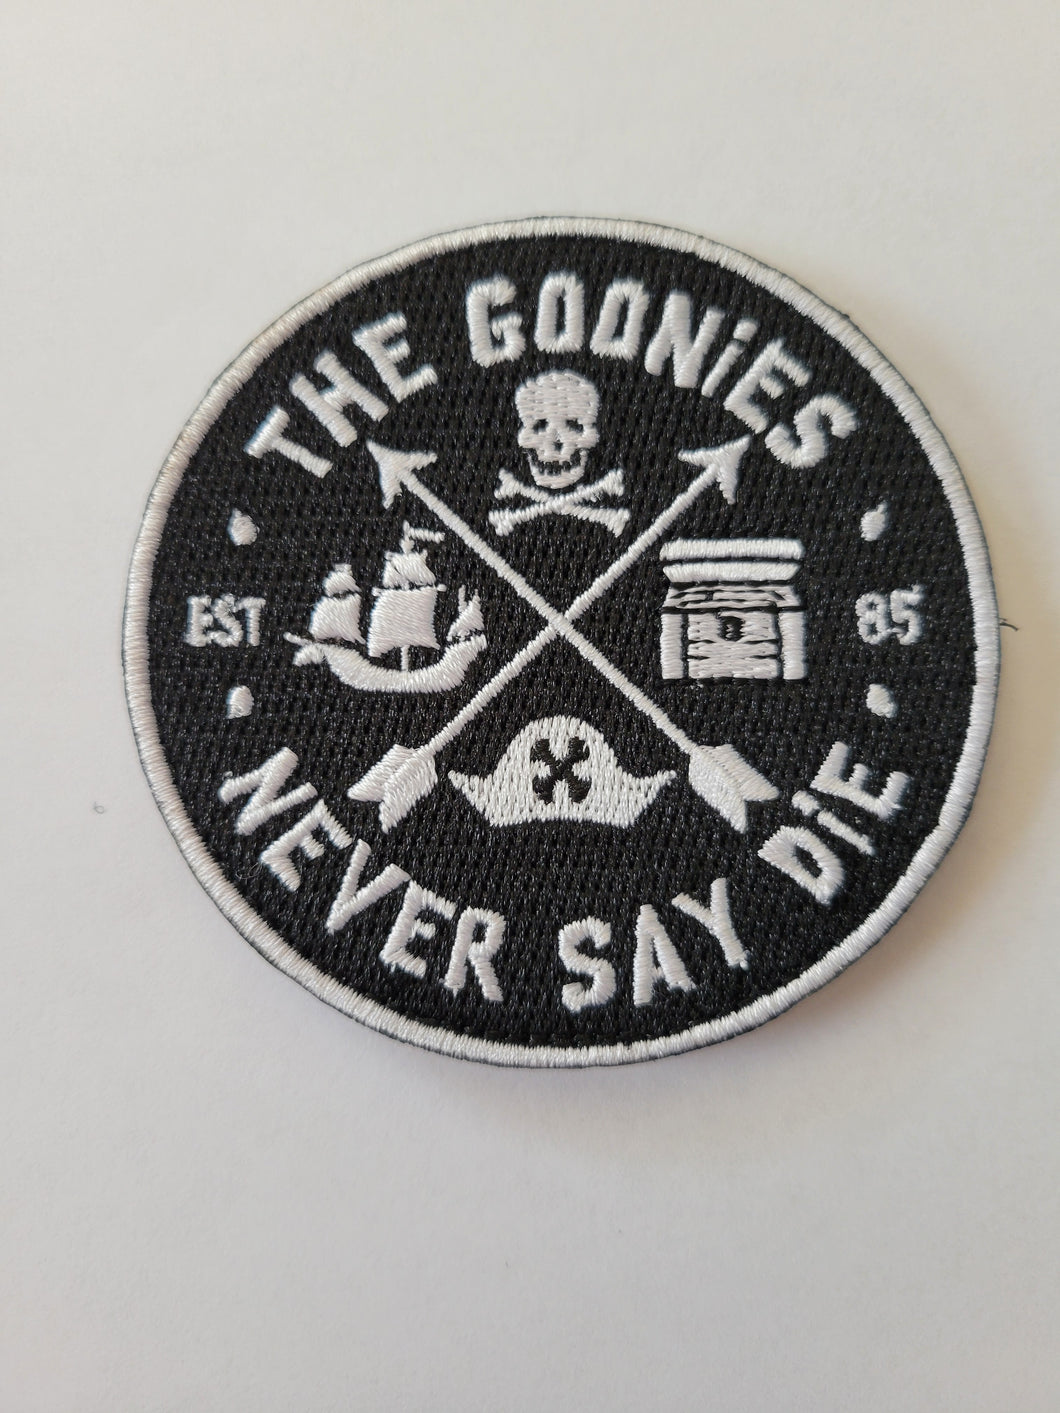 THE GOONiES
EST
85
NEVER SAY DiE